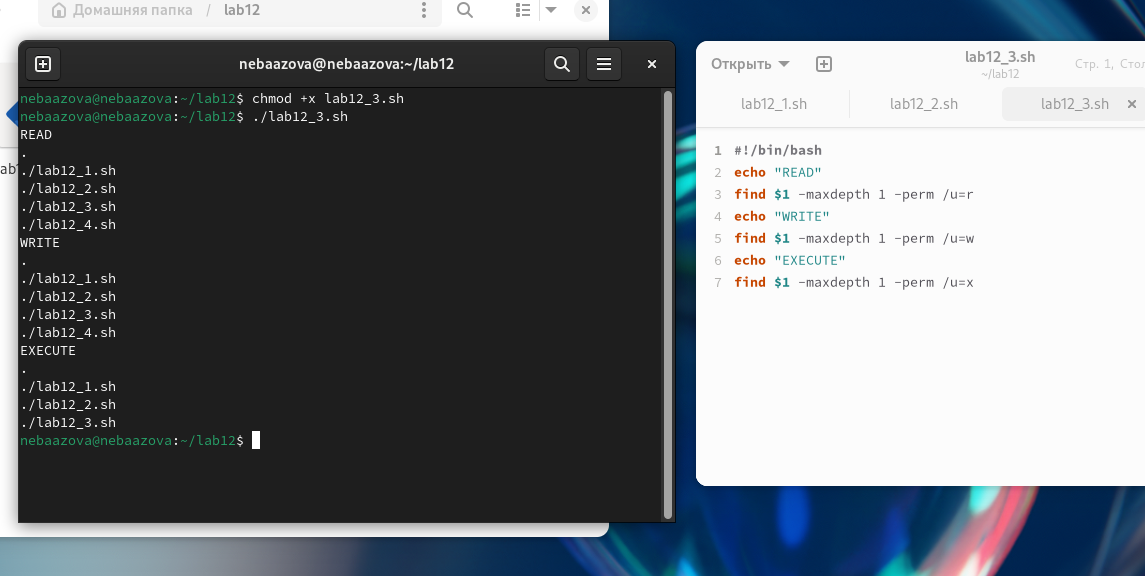 Домашняя папка / lab12
nebaazova@nebaazova:~/lab12
nebaazova@nebaazova:~/lab12$ chmod +x lab12_3.sh
nebaazova@nebaazova:~/lab12$ ./lab12_3.sh
READ
.
./lab12_1.sh
./lab12_2.sh
./lab12_3.sh
./lab12_4.sh
WRITE
.
./lab12_1.sh
./lab12_2.sh
./lab12_3.sh
./lab12_4.sh
EXECUTE
.
./lab12_1.sh
./lab12_2.sh
./lab12_3.sh
nebaazova@nebaazova:~/lab12$
Открыть
lab12_3.sh
~/lab12
Стр. 1, Стол
lab12_1.sh
lab12_2.sh
lab12_3.sh
1 #!/bin/bash
2 echo "READ"
3 find $1 -maxdepth 1 -perm /u=r
4 echo "WRITE"
5 find $1 -maxdepth 1 -perm /u=w
6 echo "EXECUTE"
7 find $1 -maxdepth 1 -perm /u=x